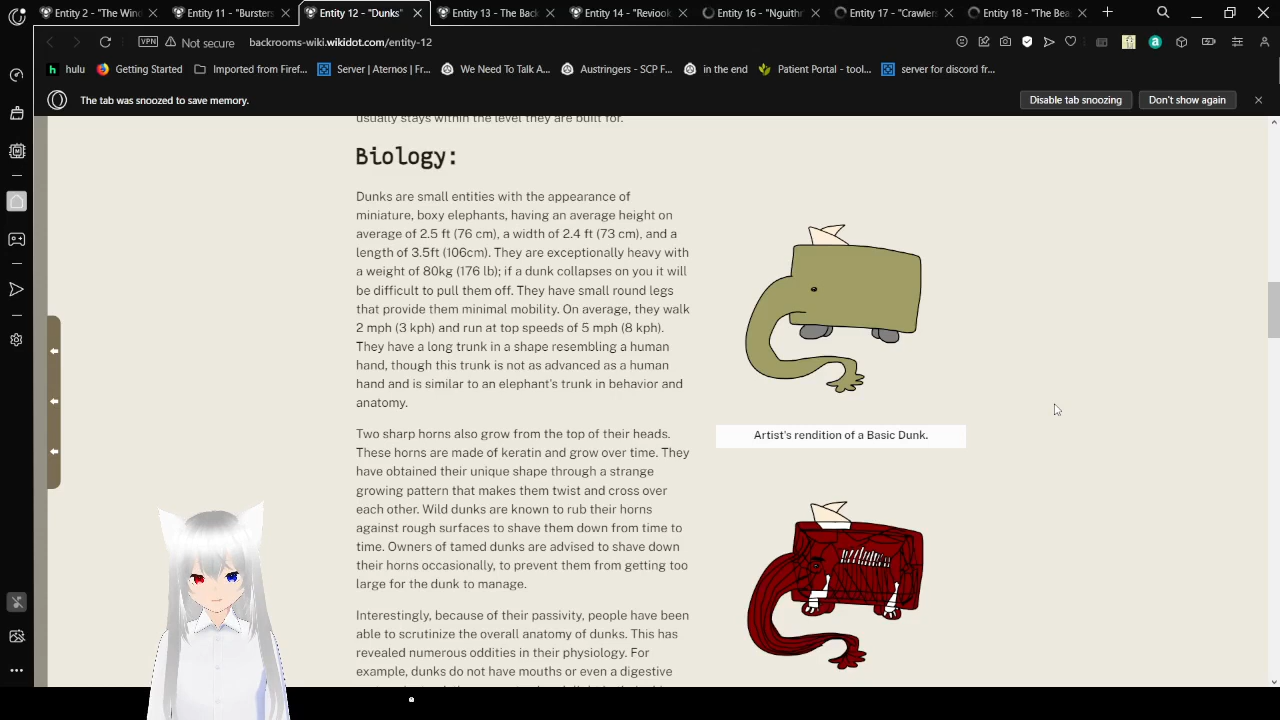 Entity 2 - "The Wind
Entity 11 - "Bursters
Entity 12 - "Dunks"
Entity 13 - The Back
Entity 14 - "Reviook
Entity 16 - "Nguithr
Entity 17 - "Crawlers
Entity 18 - "The Bea
VPN
Not secure
backrooms-wiki.wikidot.com/entity-12
hulu
Getting Started
Imported from Firef...
Server | Aternos | Fr...
We Need To Talk A...
Austringers - SCP F...
in the end
Patient Portal - tool...
server for discord fr...
The tab was snoozed to save memory.
Disable tab snoozing
Don't show again
usually stays within the level they are built for.
Biology:
Dunks are small entities with the appearance of
miniature, boxy elephants, having an average height on
average of 2.5 ft (76 cm), a width of 2.4 ft (73 cm), and a
length of 3.5ft (106cm). They are exceptionally heavy with
a weight of 80kg (176 lb); if a dunk collapses on you it will
be difficult to pull them off. They have small round legs
that provide them minimal mobility. On average, they walk
2 mph (3 kph) and run at top speeds of 5 mph (8 kph).
They have a long trunk in a shape resembling a human
hand, though this trunk is not as advanced as a human
hand and is similar to an elephant's trunk in behavior and
anatomy.
Two sharp horns also grow from the top of their heads.
These horns are made of keratin and grow over time. They
have obtained their unique shape through a strange
growing pattern that makes them twist and cross over
each other. Wild dunks are known to rub their horns
against rough surfaces to shave them down from time to
time. Owners of tamed dunks are advised to shave down
their horns occasionally, to prevent them from getting too
large for the dunk to manage.
Interestingly, because of their passivity, people have been
able to scrutinize the overall anatomy of dunks. This has
revealed numerous oddities in their physiology. For
example, dunks do not have mouths or even a digestive
Artist's rendition of a Basic Dunk.